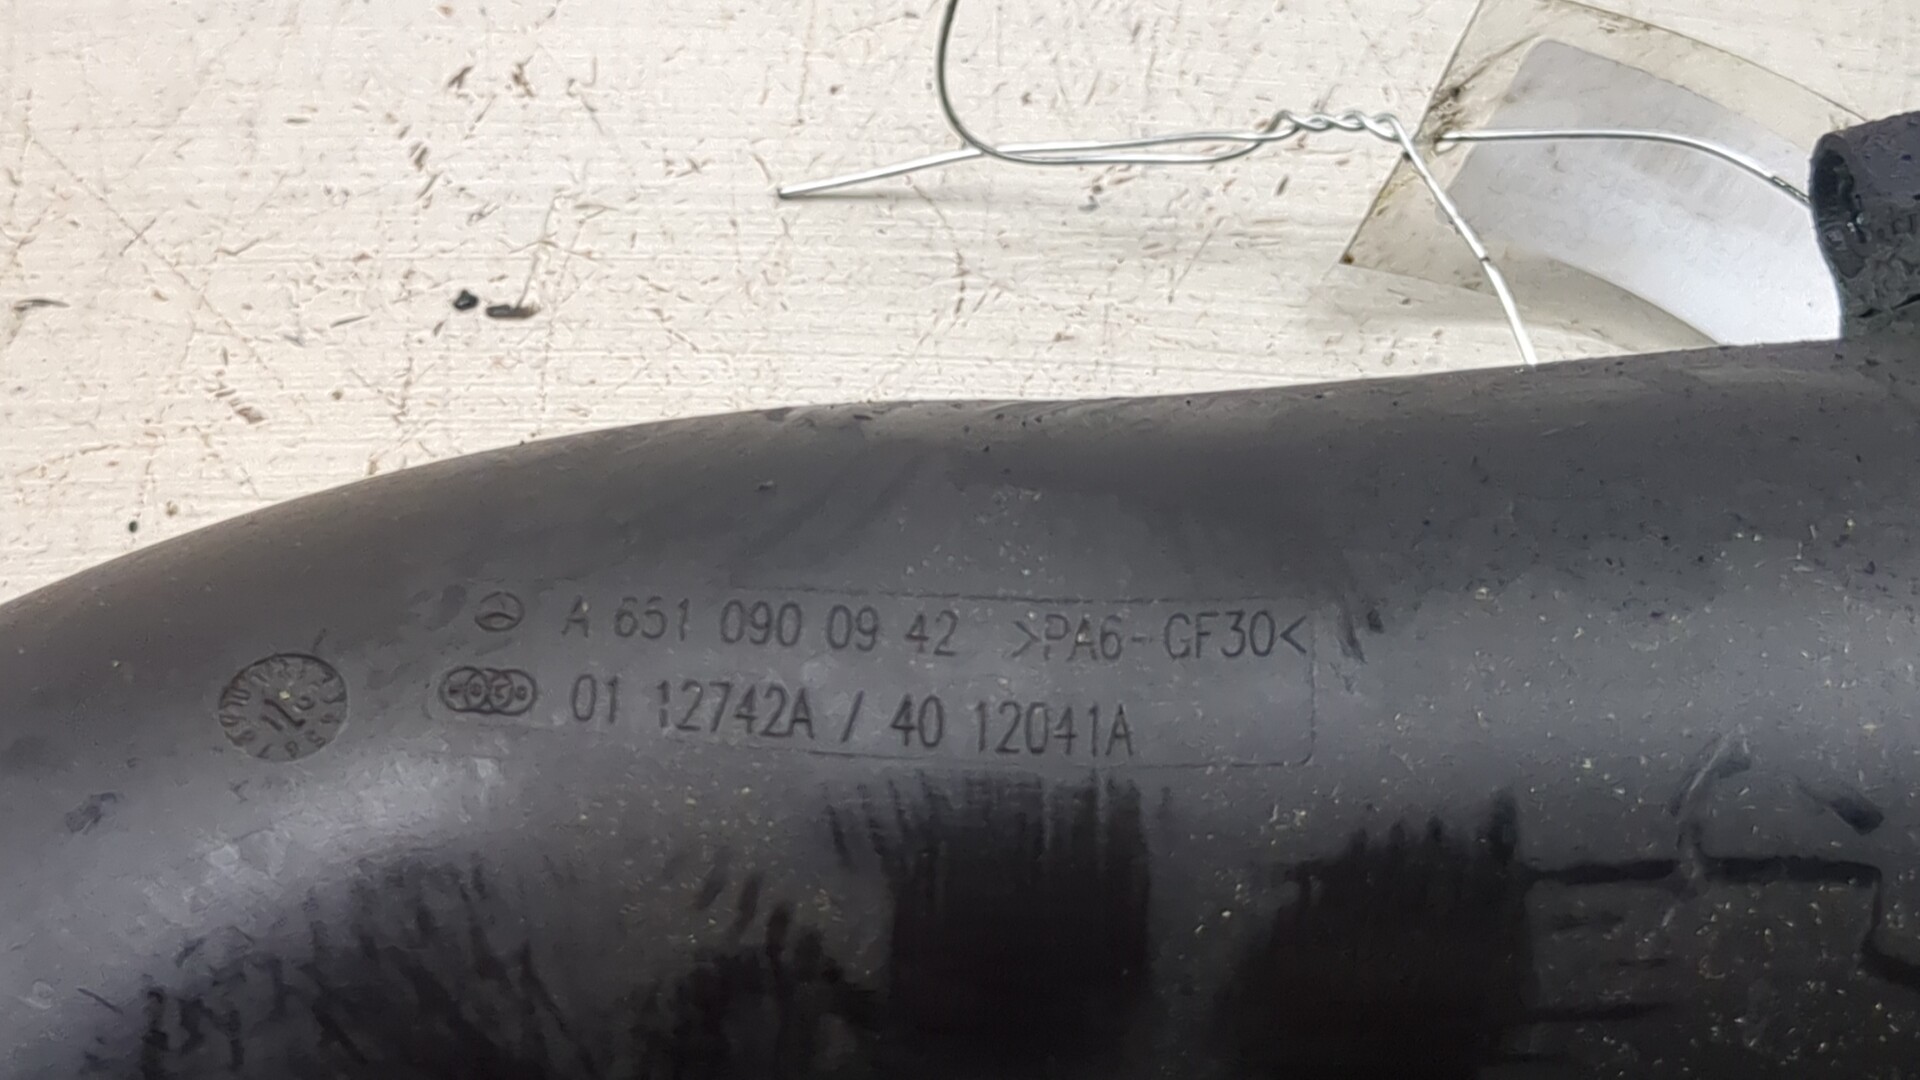 A 651 090 09 42 >PA6-GF30<
01 12742A / 40 12041A